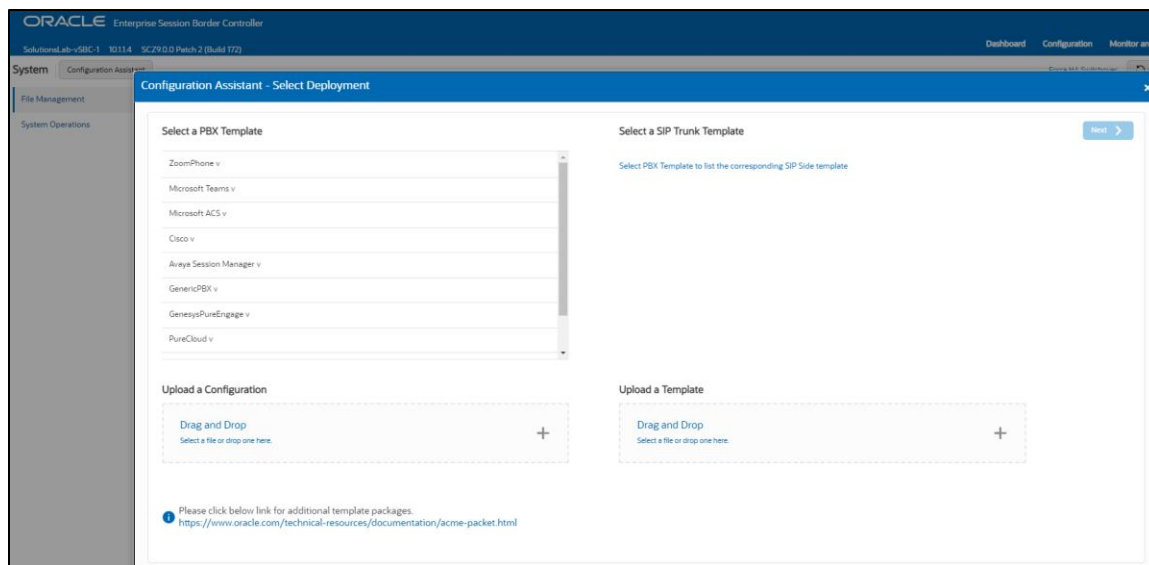 ORACLE Enterprise Session Border Controller
SolutionsLab-vSBC-1 10.1.1.4 SCZ9.0.0 Patch 2 (Build 172)
Dashboard Configuration Monitor an
System Configuration Assistant
File Management
System Operations
Configuration Assistant - Select Deployment
Select a PBX Template
Select a SIP Trunk Template
Next
ZoomPhone v
Select PBX Template to list the corresponding SIP Side template
Microsoft Teams v
Microsoft ACS v
Cisco v
Avaya Session Manager v
GenericPBX v
GenesysPureEngage v
PureCloud v
Upload a Configuration
Upload a Template
Drag and Drop
Select a file or drop one here.
Drag and Drop
Select a file or drop one here.
Please click below link for additional template packages.
https://www.oracle.com/technical-resources/documentation/acme-packet.html